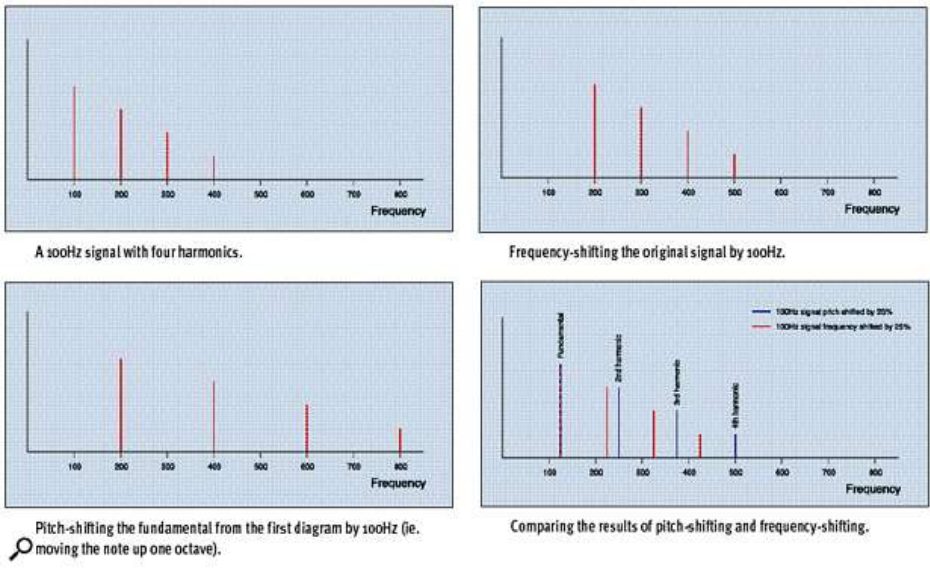 100 200 300 400 500 600 700 800
Frequency
A 100Hz signal with four harmonics.
100 200 300 400 500 600 700 800
Frequency
Frequency-shifting the original signal by 100Hz.
100 200 300 400 500 600 700 800
Frequency
Pitch-shifting the fundamental from the first diagram by 100Hz (ie.
moving the note up one octave).
Fundamental
2nd harmonic
3rd harmonic
4th harmonic
100Hz signal pitch shifted by 25%
100Hz signal frequency shifted by 25%
100 200 300 400 500 600 700 800
Frequency
Comparing the results of pitch-shifting and frequency-shifting.